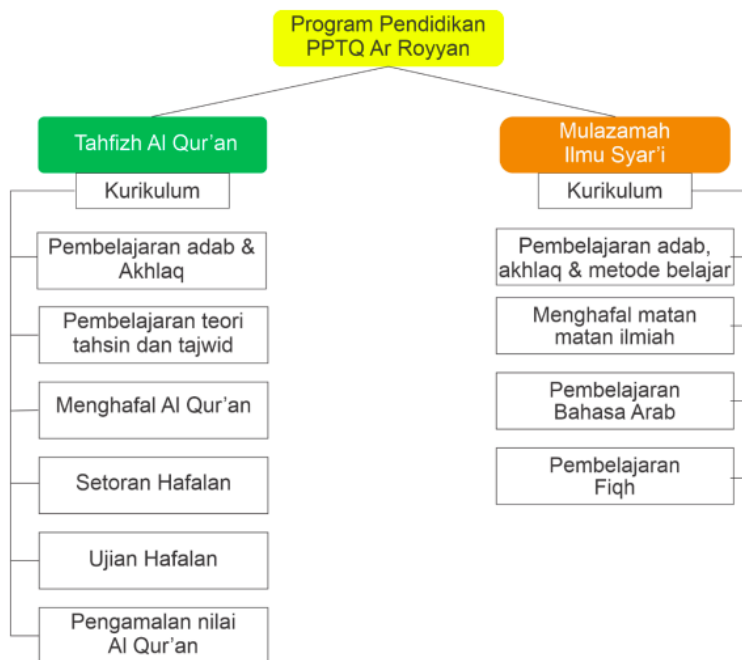 Program Pendidikan
PPTQ Ar Royyan
Tahfizh Al Qur'an
Kurikulum
Pembelajaran adab &
Akhlaq
Pembelajaran teori
tahsin dan tajwid
Menghafal Al Qur'an
Setoran Hafalan
Ujian Hafalan
Pengamalan nilai
Al Qur'an
Mulazamah
Ilmu Syar'i
Kurikulum
Pembelajaran adab,
akhlaq & metode belajar
Menghafal matan
matan ilmiah
Pembelajaran
Bahasa Arab
Pembelajaran
Fiqh